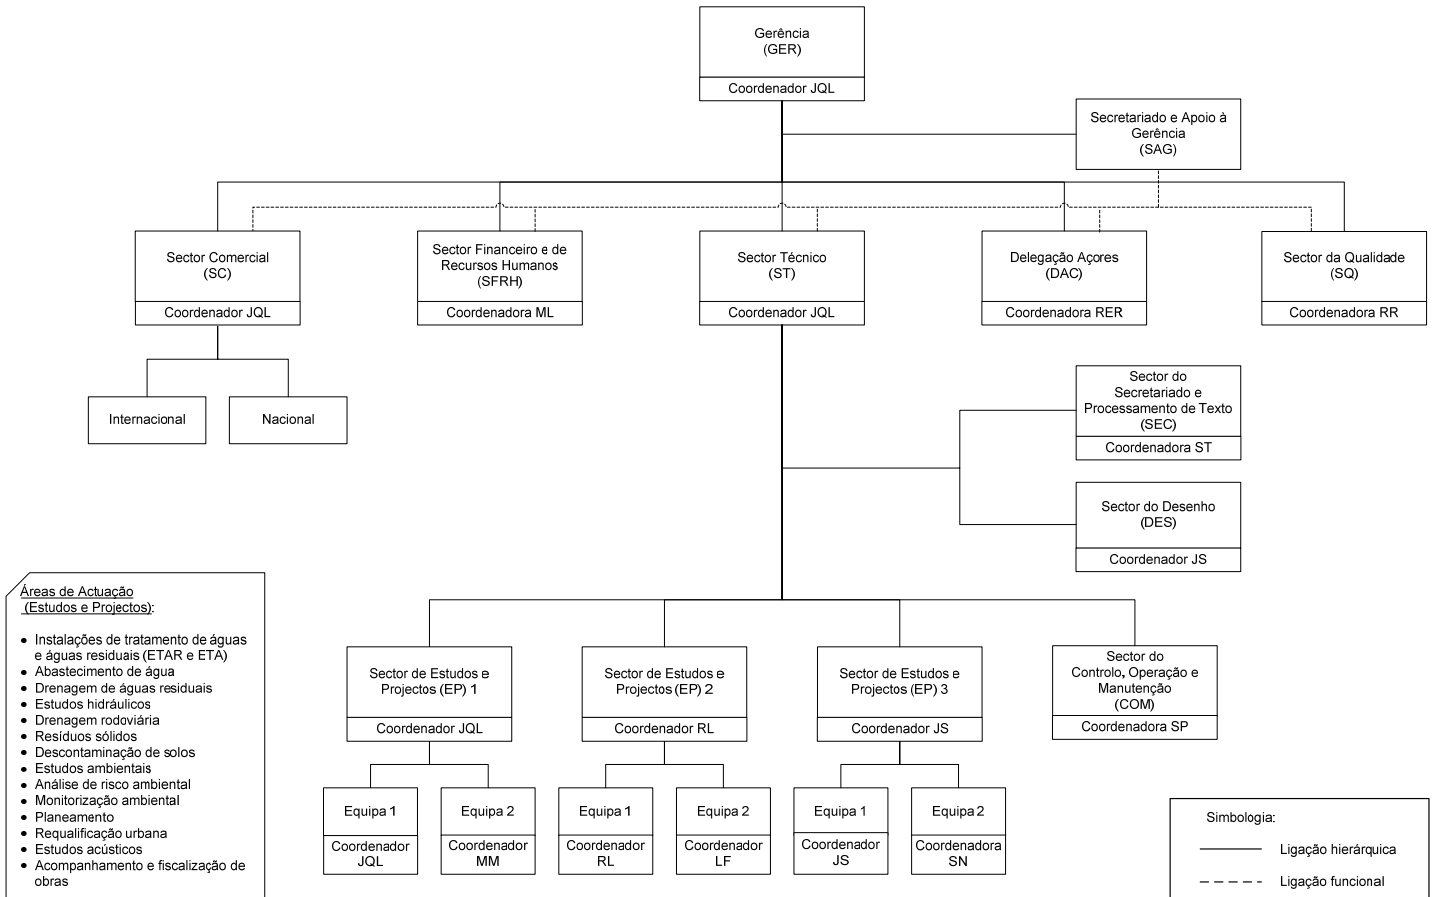 Gerência
(GER)
Coordenador JQL
Secretariado e Apoio à
Gerência
(SAG)
Sector Comercial
(SC)
Coordenador JQL
Sector Financeiro e de
Recursos Humanos
(SFRH)
Coordenadora ML
Sector Técnico
(ST)
Coordenador JQL
Delegação Açores
(DAC)
Coordenadora RER
Sector da Qualidade
(SQ)
Coordenadora RR
Internacional
Nacional
Sector do
Secretariado e
Processamento de Texto
(SEC)
Coordenadora ST
Sector do Desenho
(DES)
Coordenador JS
Áreas de Actuação
(Estudos e Projectos):
• Instalações de tratamento de águas
e águas residuais (ETAR e ETA)
• Abastecimento de água
• Drenagem de águas residuais
• Estudos hidráulicos
• Drenagem rodoviária
• Resíduos sólidos
• Descontaminação de solos
• Estudos ambientais
• Análise de risco ambiental
• Monitorização ambiental
• Planeamento
• Requalificação urbana
• Estudos acústicos
• Acompanhamento e fiscalização de
obras
Sector de Estudos e
Projectos (EP) 1
Coordenador JQL
Sector de Estudos e
Projectos (EP) 2
Coordenador RL
Sector de Estudos e
Projectos (EP) 3
Coordenador JS
Sector do
Controlo, Operação e
Manutenção
(COM)
Coordenadora SP
Equipa 1
Coordenador
JQL
Equipa 2
Coordenador
MM
Equipa 1
Coordenador
RL
Equipa 2
Coordenador
LF
Equipa 1
Coordenador
JS
Equipa 2
Coordenadora
SN
Simbologia:
Ligação hierárquica
Ligação funcional